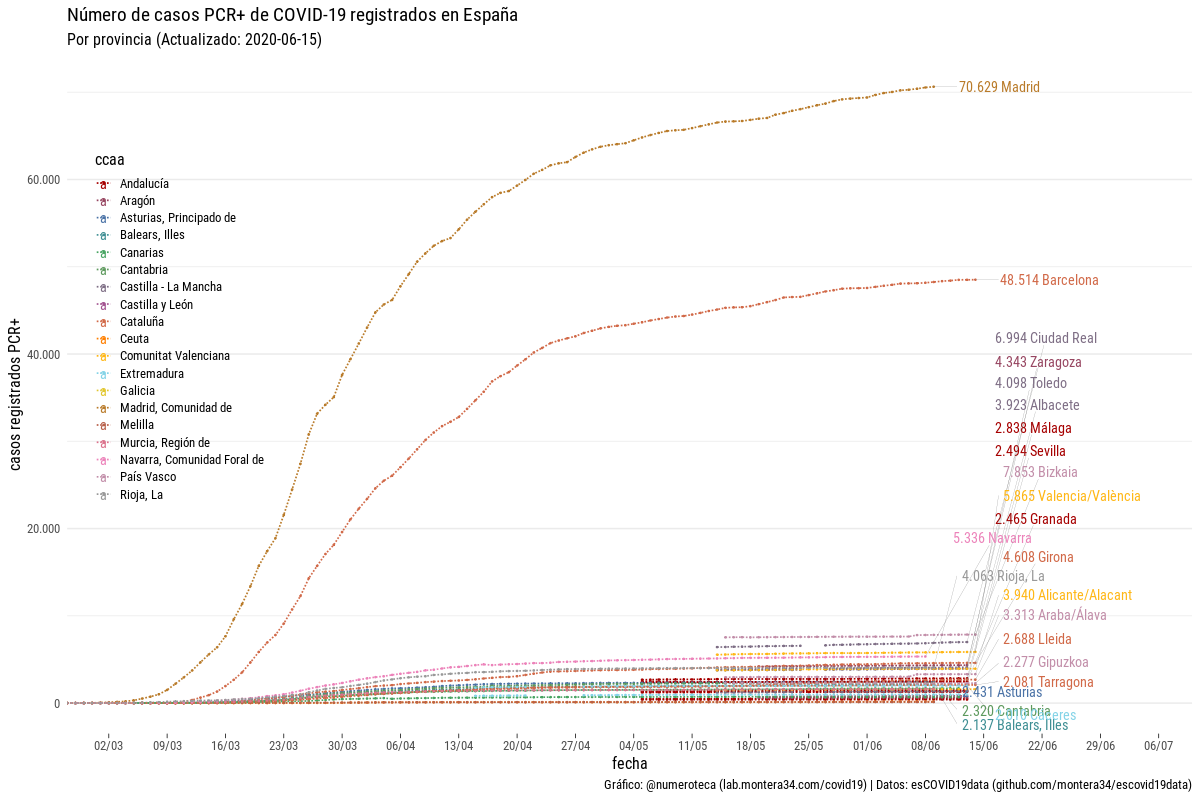 Número de casos PCR+ de COVID-19 registrados en España
Por provincia (Actualizado: 2020-06-15)
70.629 Madrid
ccaa
Andalucía
Aragón
Asturias, Principado de
Balears, Illes
Canarias
Cantabria
Castilla - La Mancha
Castilla y León
Cataluña
Ceuta
Comunitat Valenciana
Extremadura
Galicia
Madrid, Comunidad de
Melilla
Murcia, Región de
Navarra, Comunidad Foral de
País Vasco
Rioja, La
60.000
40.000
20.000
0
casos registrados PCR+
48.514 Barcelona
6.994 Ciudad Real
4.343 Zaragoza
4.098 Toledo
3.923 Albacete
2.838 Málaga
2.494 Sevilla
7.853 Bizkaia
5.865 Valencia/València
2.465 Granada
5.336 Navarra
4.608 Girona
4.063 Rioja, La
3.940 Alicante/Alacant
3.313 Araba/Álava
2.688 Lleida
2.277 Gipuzkoa
2.081 Tarragona
431 Asturias
2.320 Cantabria
Cáceres
2.137 Balears, Illes
02/03 09/03 16/03 23/03 30/03 06/04 13/04 20/04 27/04 04/05 11/05 18/05 25/05 01/06 08/06 15/06 22/06 29/06 06/07
fecha
Gráfico: @numeroteca (lab.montera34.com/covid19) | Datos: esCOVID19data (github.com/montera34/escovid19data)